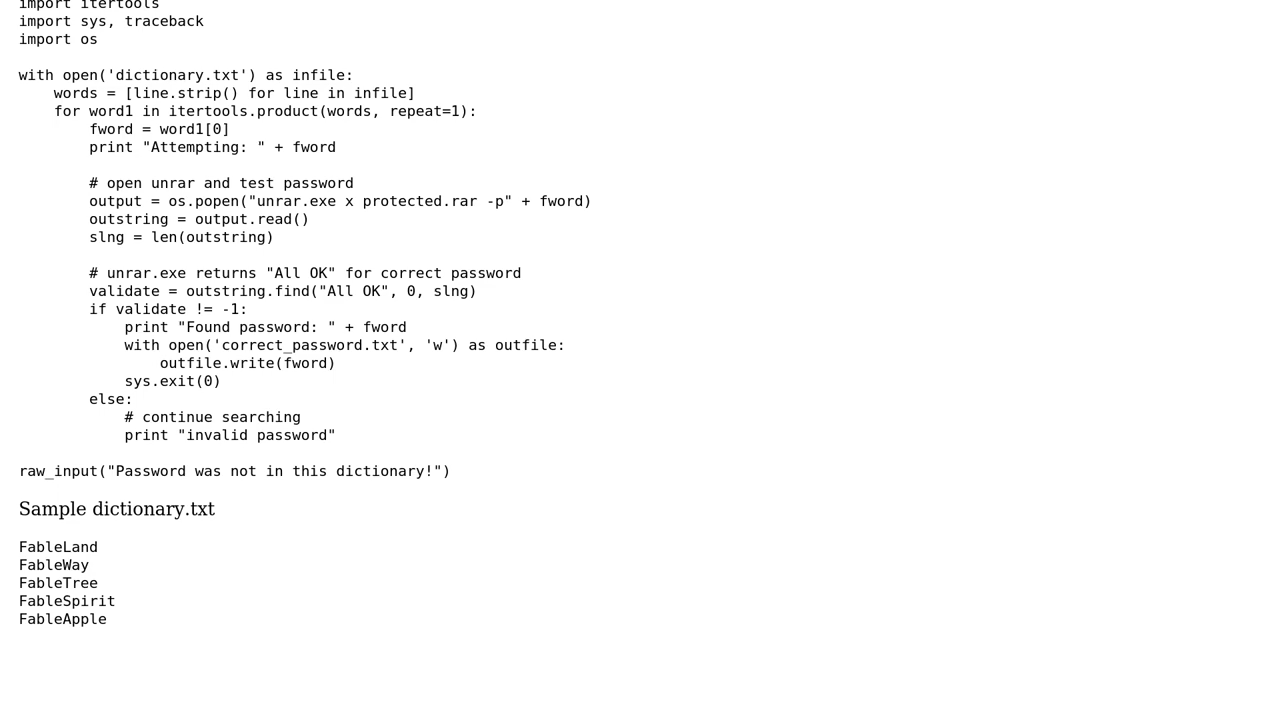 import itertools
import sys, traceback
import os

with open('dictionary.txt') as infile:
    words = [line.strip() for line in infile]
    for word1 in itertools.product(words, repeat=1):
        fword = word1[0]
        print "Attempting: " + fword

        # open unrar and test password
        output = os.popen("unrar.exe x protected.rar -p" + fword)
        outstring = output.read()
        slng = len(outstring)

        # unrar.exe returns "All OK" for correct password
        validate = outstring.find("All OK", 0, slng)
        if validate != -1:
            print "Found password: " + fword
            with open('correct_password.txt', 'w') as outfile:
                outfile.write(fword)
            sys.exit(0)
        else:
            # continue searching
            print "invalid password"

raw_input("Password was not in this dictionary!")

Sample dictionary.txt

FableLand
FableWay
FableTree
FableSpirit
FableApple